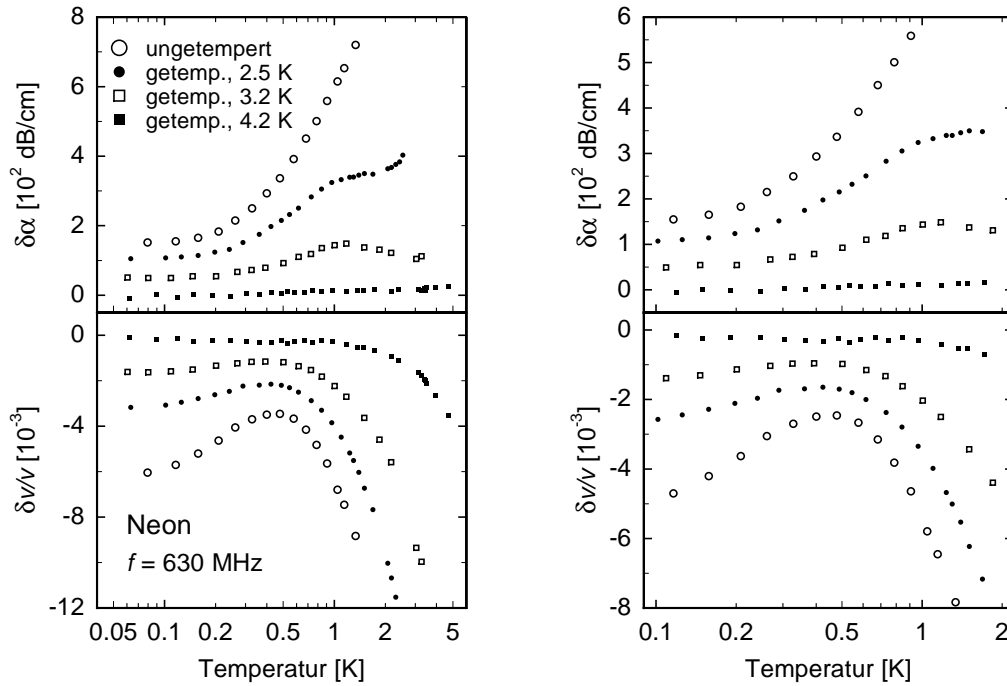 δα [10² dB/cm]
8
6
4
2
0
○ ungetempert
● getemp., 2.5 K
□ getemp., 3.2 K
■ getemp., 4.2 K
δv/v [10⁻³]
0
-4
-8
-12
Neon
f = 630 MHz
0.05 0.1 0.2 0.5 1 2 5
Temperatur [K]
δα [10² dB/cm]
6
5
4
3
2
1
0
δv/v [10⁻³]
0
-2
-4
-6
-8
0.1 0.2 0.5 1 2
Temperatur [K]